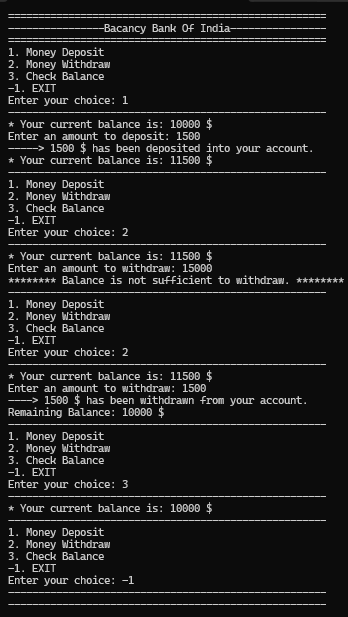 =====================================================
----------------Bacancy Bank Of India----------------
=====================================================
1. Money Deposit
2. Money Withdraw
3. Check Balance
-1. EXIT
Enter your choice: 1
-----------------------------------------------------
* Your current balance is: 10000 $
Enter an amount to deposit: 1500
-----> 1500 $ has been deposited into your account.
* Your current balance is: 11500 $
-----------------------------------------------------
1. Money Deposit
2. Money Withdraw
3. Check Balance
-1. EXIT
Enter your choice: 2
-----------------------------------------------------
* Your current balance is: 11500 $
Enter an amount to withdraw: 15000
******** Balance is not sufficient to withdraw. ********
-----------------------------------------------------
1. Money Deposit
2. Money Withdraw
3. Check Balance
-1. EXIT
Enter your choice: 2
-----------------------------------------------------
* Your current balance is: 11500 $
Enter an amount to withdraw: 1500
----> 1500 $ has been withdrawn from your account.
Remaining Balance: 10000 $
-----------------------------------------------------
1. Money Deposit
2. Money Withdraw
3. Check Balance
-1. EXIT
Enter your choice: 3
-----------------------------------------------------
* Your current balance is: 10000 $
-----------------------------------------------------
1. Money Deposit
2. Money Withdraw
3. Check Balance
-1. EXIT
Enter your choice: -1
-----------------------------------------------------
-----------------------------------------------------